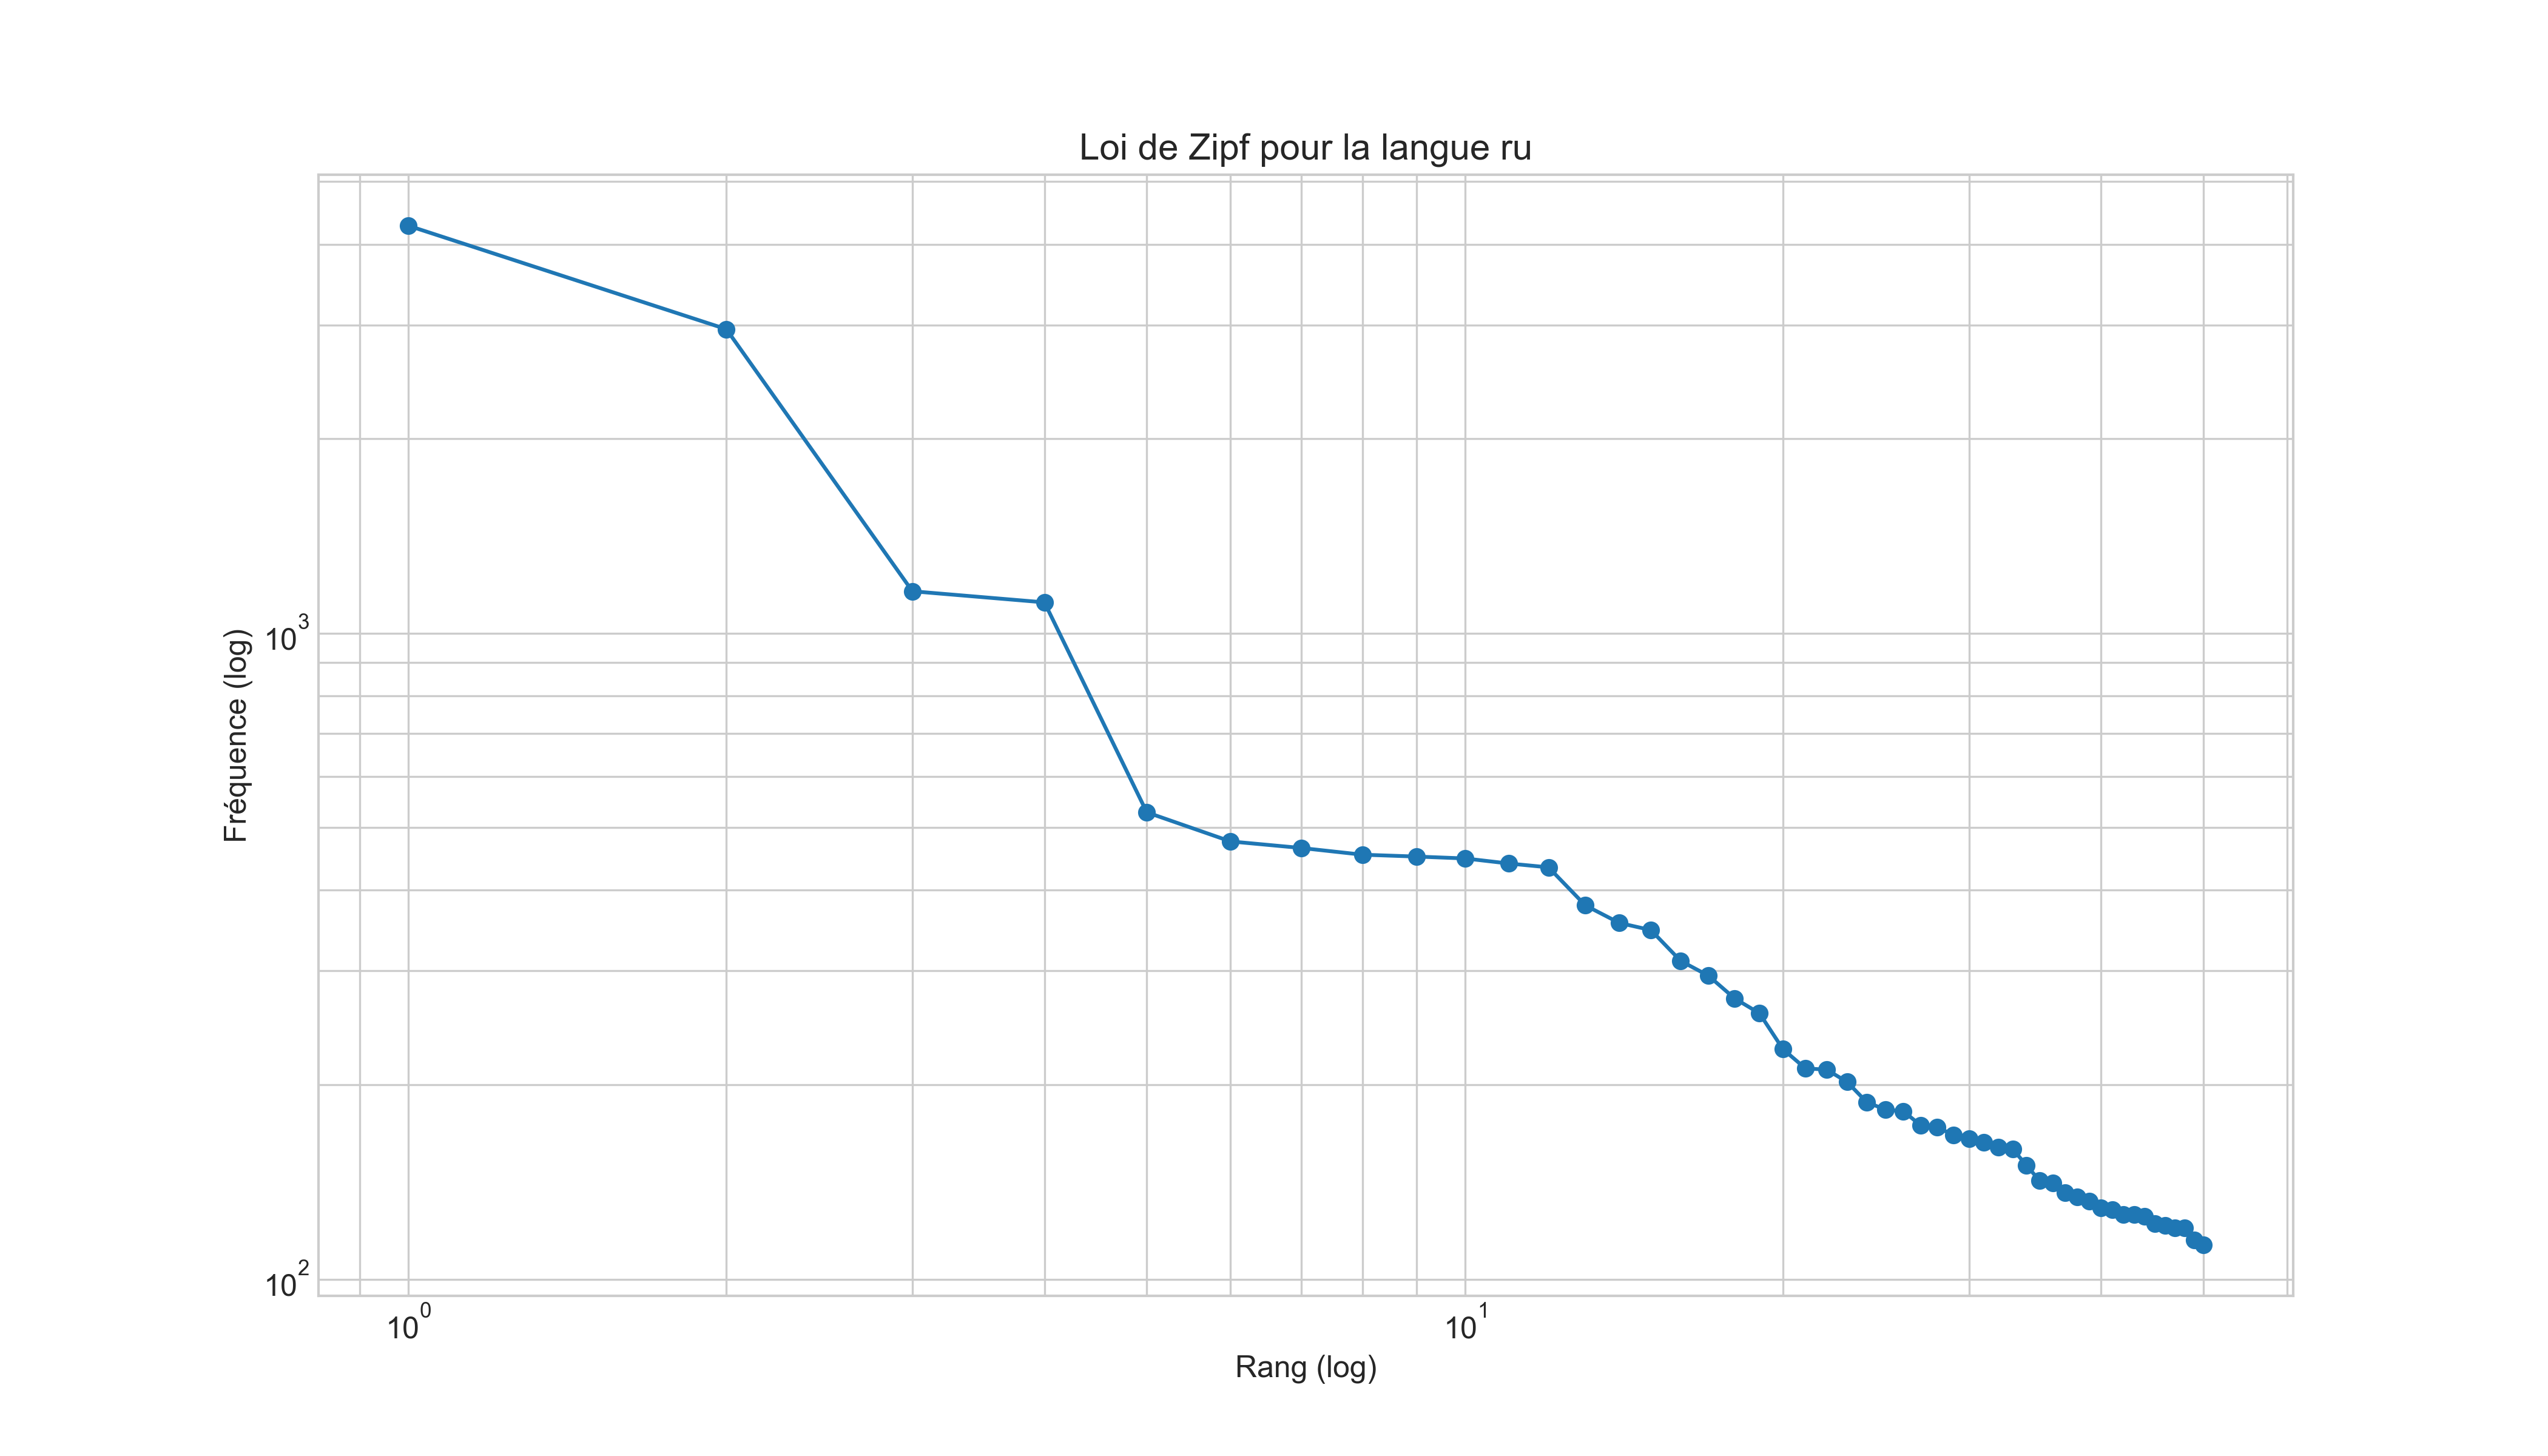 Loi de Zipf pour la langue ru
Fréquence (log)
10^3
10^2
10^0
10^1
Rang (log)